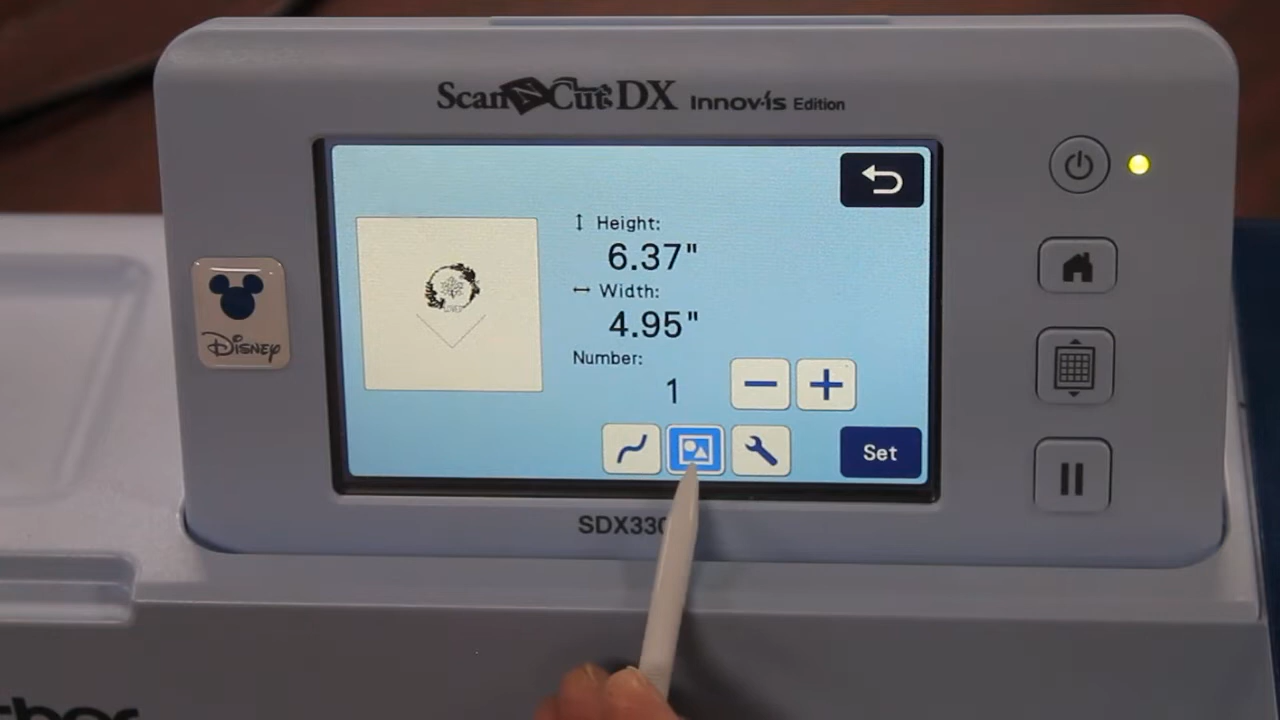 ScanNCut DX Innov-is Edition
Height:
6.37"
Width:
4.95"
Number:
1
Set
Disney
SDX330